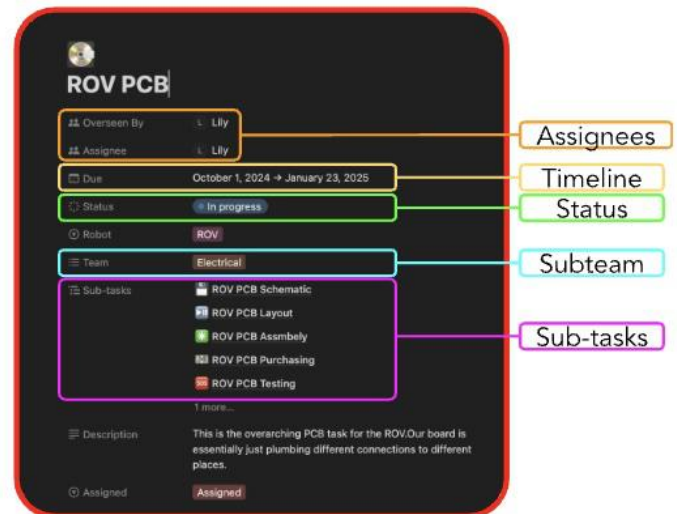 ROV PCB
Overseen By L Lily
Assignees
Assignee L Lily
Due October 1, 2024 → January 23, 2025
Timeline
Status In progress
Status
Robot ROV
Team Electrical
Subteam
Sub-tasks ROV PCB Schematic
ROV PCB Layout
Sub-tasks
ROV PCB Assmbely
ROV PCB Purchasing
ROV PCB Testing
1 more...
Description This is the overarching PCB task for the ROV.Our board is
essentially just plumbing different connections to different
places.
Assigned Assigned